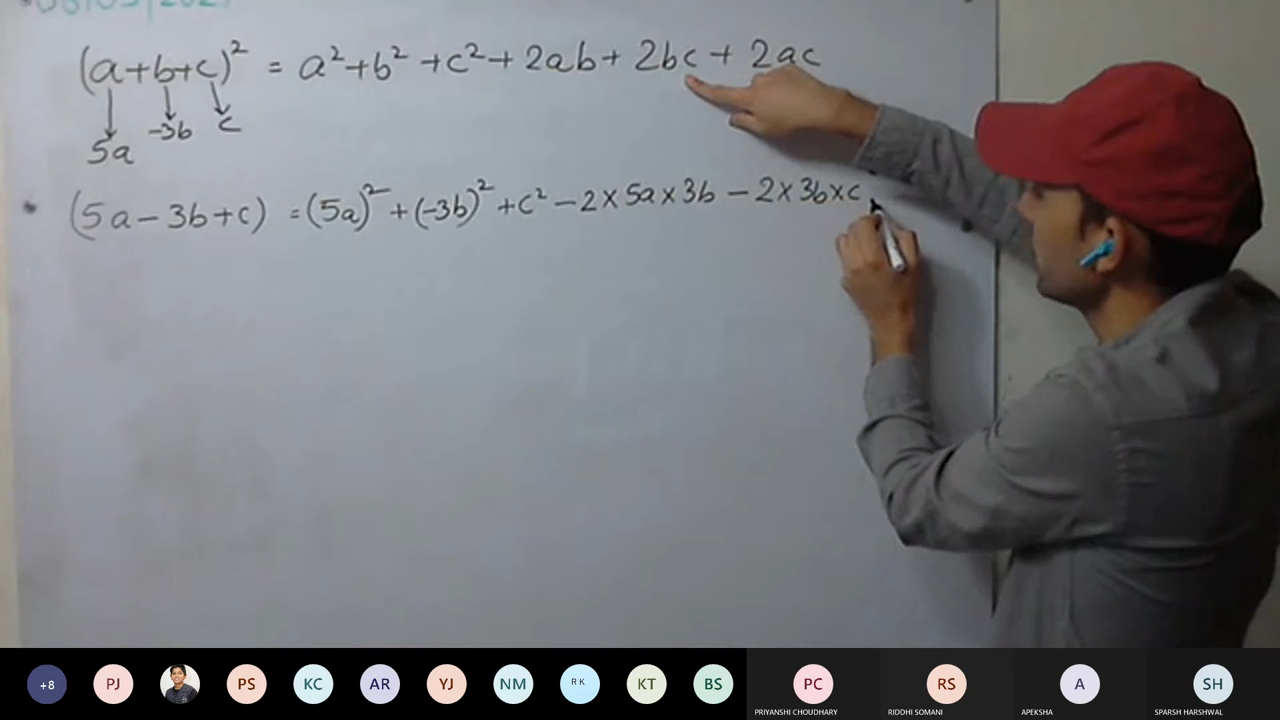 (a+b+c)² = a²+b²+c²+2ab+2bc+2ac
5a -3b c
(5a-3b+c) = (5a)²+(-3b)²+c²-2×5a×3b-2×3b×c
+8 PJ PS KC AR YJ NM RK KT BS PC RS A SH
PRIYANSHI CHOUDHARY RIDDHI SOMANI APEKSHA SPARSH HARSHWAL